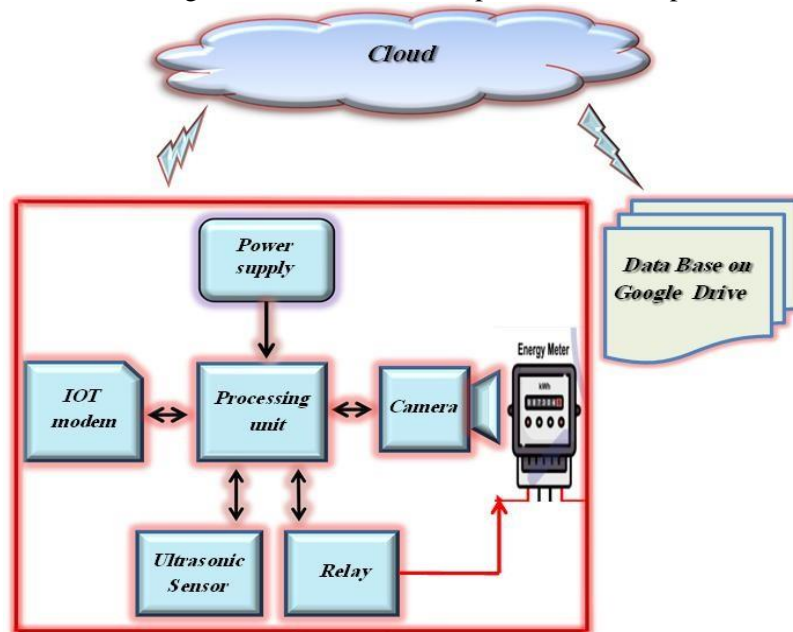 Cloud
Power
supply
Data Base on
Google Drive
Energy Meter
kWh
IOT
modem
Processing
unit
Camera
Ultrasonic
Sensor
Relay